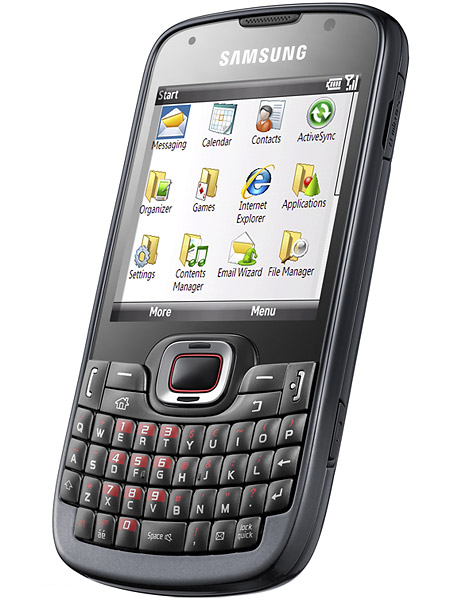 SAMSUNG
Start
Messaging Calendar Contacts ActiveSync
Organizer Games Internet Explorer Applications
Settings Contents Manager Email Wizard File Manager
More Menu
Q W E R T Y U I O P
1 2 3
A S D F G H J K L
4 5 6
Z X C V B N M
7 8 9
áé 0 Space , lock quick